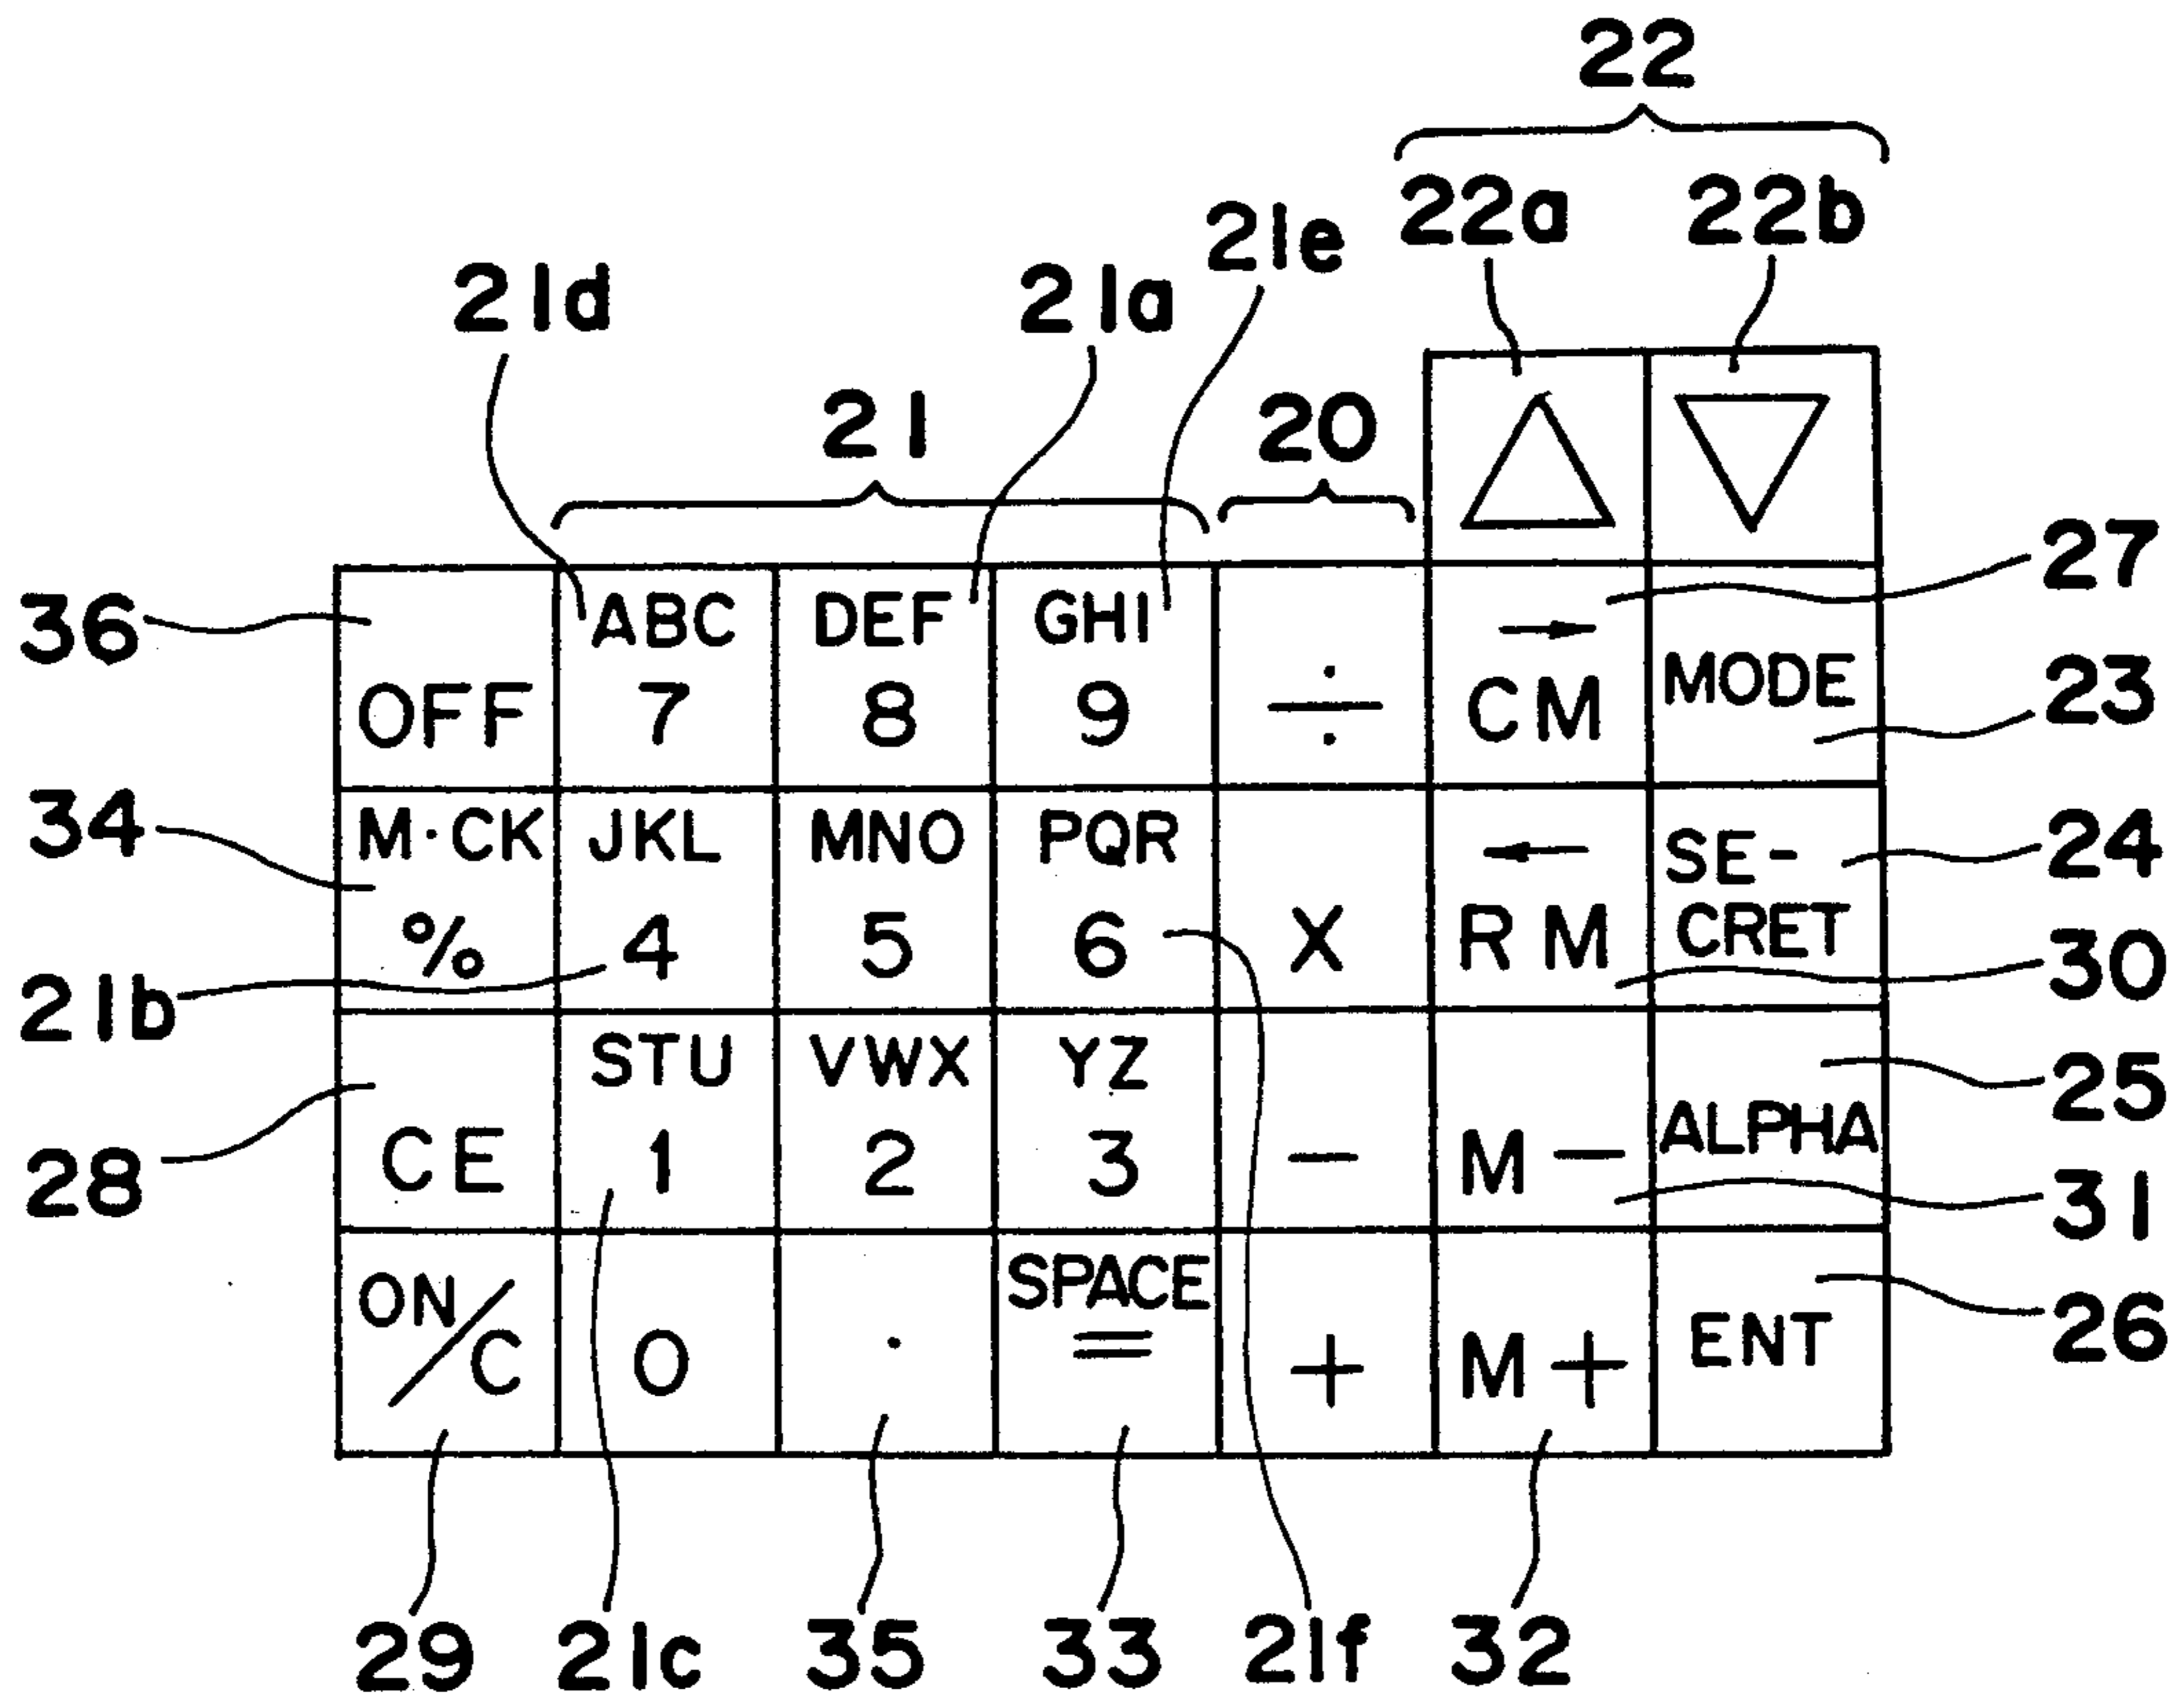 22
22a 22b
21e
21d 21a
21 20
△ ▽
27
36
ABC DEF GHI →
OFF 7 8 9 ÷ CM MODE
23
34
M·CK JKL MNO PQR ← SE-
24
% 4 5 6 X RM CRET
30
21b
STU VWX YZ
25
28
CE 1 2 3 − M− ALPHA
31
ON/C 0 · SPACE = + M+ ENT
26
29 21c 35 33 21f 32